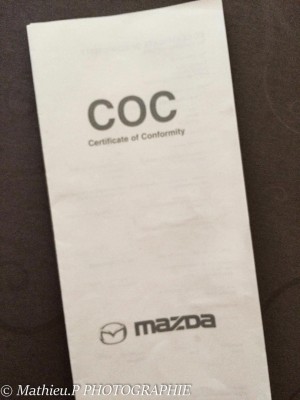 COC
Certificate of Conformity
mazda
© Mathieu.P PHOTOGRAPHIE